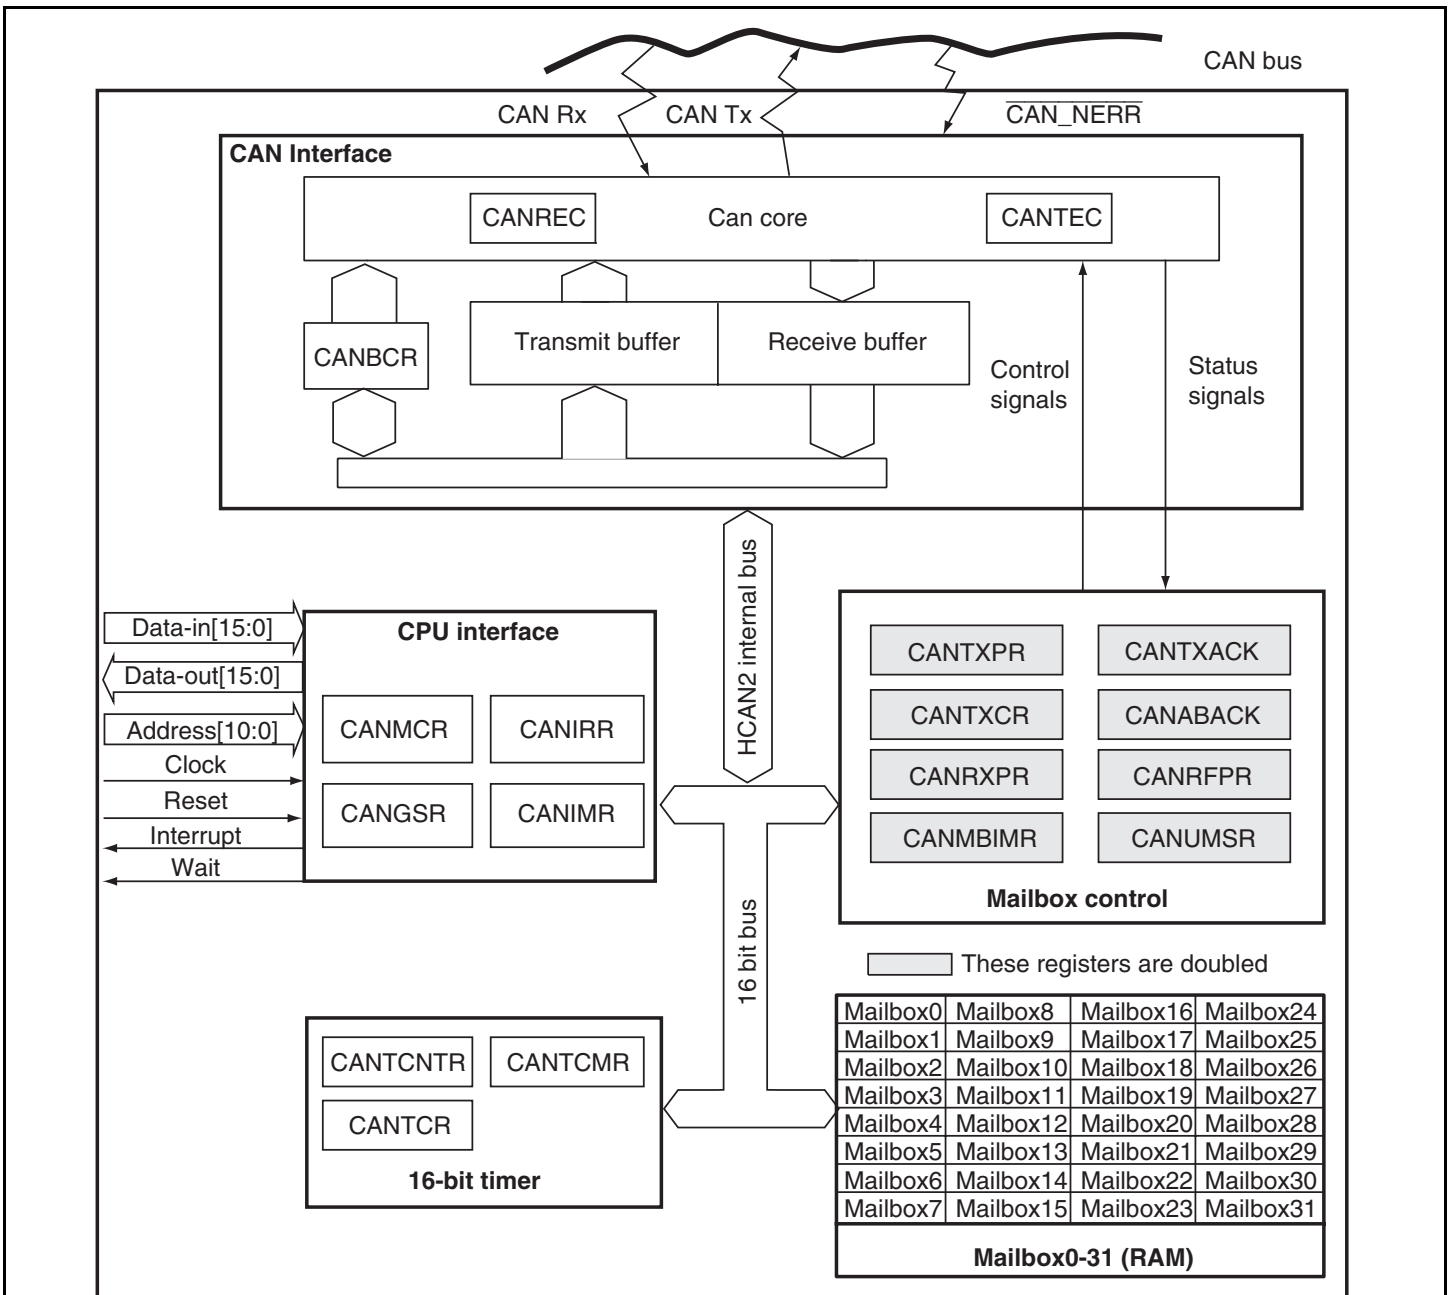 CAN bus
CAN Rx
CAN Tx
CAN_NERR
CAN Interface
CANREC
Can core
CANTEC
CANBCR
Transmit buffer
Receive buffer
Control
signals
Status
signals
HCAN2 internal bus
Data-in[15:0]
Data-out[15:0]
Address[10:0]
Clock
Reset
Interrupt
Wait
CPU interface
CANMCR
CANIRR
CANGSR
CANIMR
CANTXPR
CANTXACK
CANTXCR
CANABACK
CANRXPR
CANRFPR
CANMBIMR
CANUMSR
Mailbox control
16 bit bus
These registers are doubled
CANTCNTR
CANTCMR
CANTCR
16-bit timer
Mailbox0 Mailbox8 Mailbox16 Mailbox24
Mailbox1 Mailbox9 Mailbox17 Mailbox25
Mailbox2 Mailbox10 Mailbox18 Mailbox26
Mailbox3 Mailbox11 Mailbox19 Mailbox27
Mailbox4 Mailbox12 Mailbox20 Mailbox28
Mailbox5 Mailbox13 Mailbox21 Mailbox29
Mailbox6 Mailbox14 Mailbox22 Mailbox30
Mailbox7 Mailbox15 Mailbox23 Mailbox31
Mailbox0-31 (RAM)